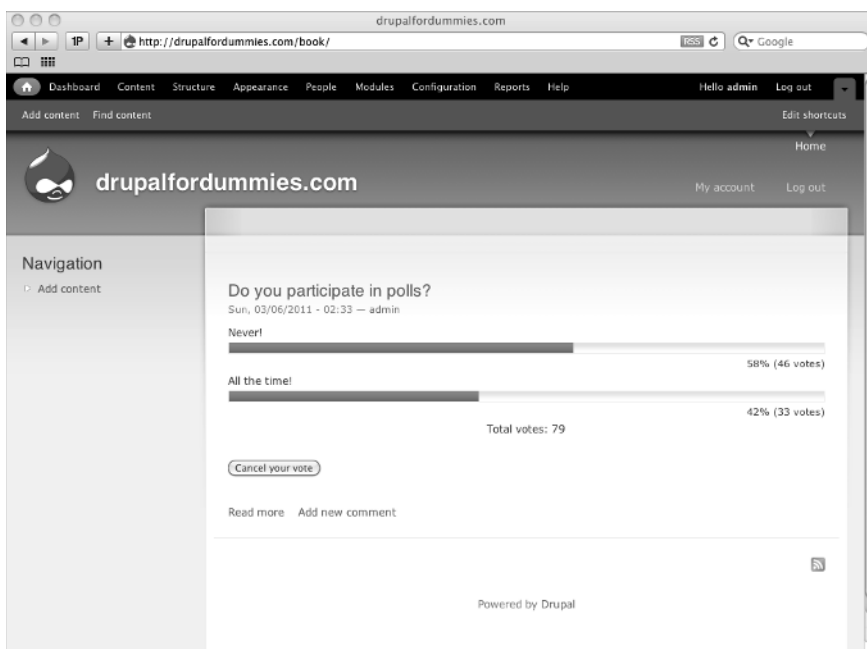 drupalfordummies.com
1P + http://drupalfordummies.com/book/ RSS Google
Dashboard Content Structure Appearance People Modules Configuration Reports Help Hello admin Log out
Add content Find content Edit shortcuts
Home
drupalfordummies.com
My account Log out
Navigation
Add content
Do you participate in polls?
Sun, 03/06/2011 - 02:33 — admin
Never!
58% (46 votes)
All the time!
42% (33 votes)
Total votes: 79
Cancel your vote
Read more Add new comment
Powered by Drupal